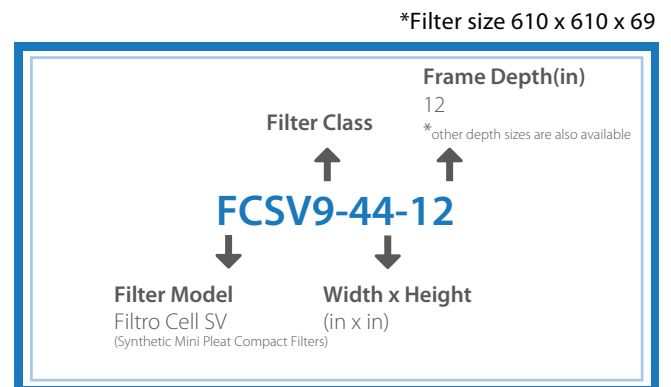 *Filter size 610 x 610 x 69
Frame Depth(in)
12
*other depth sizes are also available
Filter Class
FCSV9-44-12
Filter Model
Filtro Cell SV
(Synthetic Mini Pleat Compact Filters)
Width x Height
(in x in)